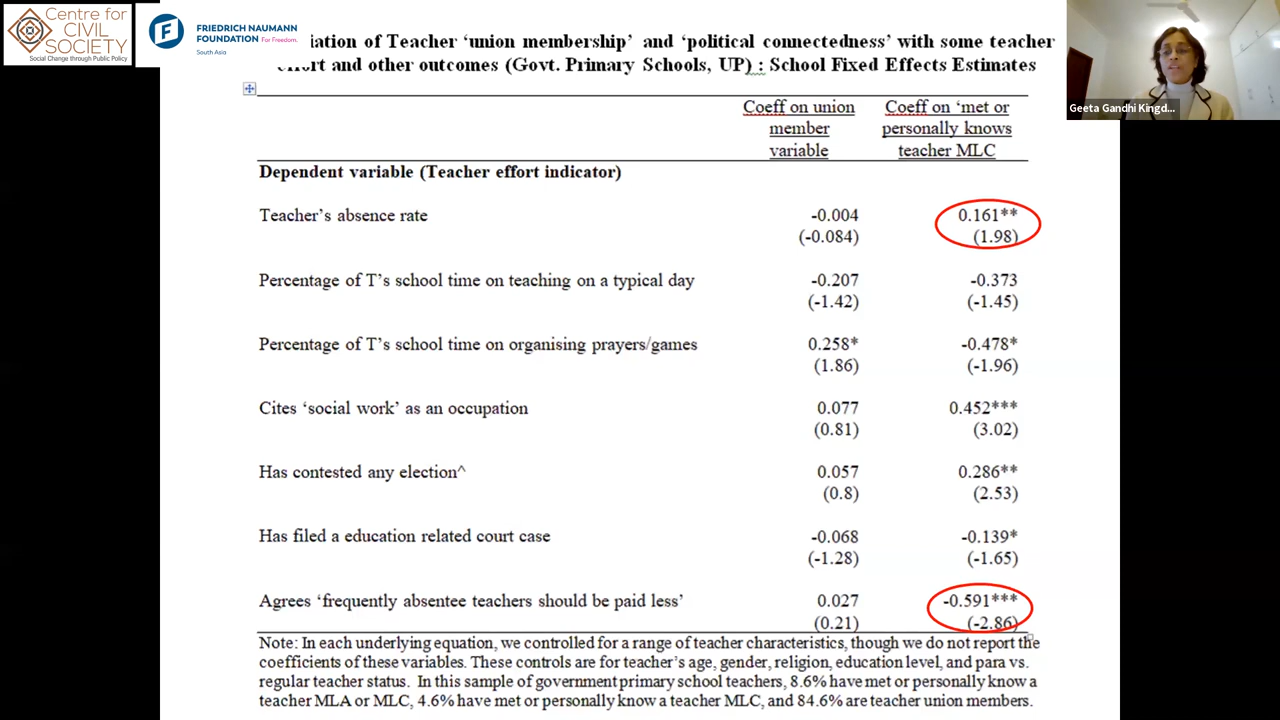 Centre for
CIVIL
SOCIETY
Social Change through Public Policy
FRIEDRICH NAUMANN
FOUNDATION For Freedom.
South Asia
iation of Teacher ‘union membership’ and ‘political connectedness’ with some teacher
effort and other outcomes (Govt. Primary Schools, UP) : School Fixed Effects Estimates
Geeta Gandhi Kingd...
Coeff on union member variable
Coeff on ‘met or personally knows teacher MLC
Dependent variable (Teacher effort indicator)
Teacher’s absence rate -0.004 0.161**
(-0.084) (1.98)
Percentage of T’s school time on teaching on a typical day -0.207 -0.373
(-1.42) (-1.45)
Percentage of T’s school time on organising prayers/games 0.258* -0.478*
(1.86) (-1.96)
Cites ‘social work’ as an occupation 0.077 0.452***
(0.81) (3.02)
Has contested any election^ 0.057 0.286**
(0.8) (2.53)
Has filed a education related court case -0.068 -0.139*
(-1.28) (-1.65)
Agrees ‘frequently absentee teachers should be paid less’ 0.027 -0.591***
(0.21) (-2.86)
Note: In each underlying equation, we controlled for a range of teacher characteristics, though we do not report the
coefficients of these variables. These controls are for teacher’s age, gender, religion, education level, and para vs.
regular teacher status. In this sample of government primary school teachers, 8.6% have met or personally know a
teacher MLA or MLC, 4.6% have met or personally know a teacher MLC, and 84.6% are teacher union members.